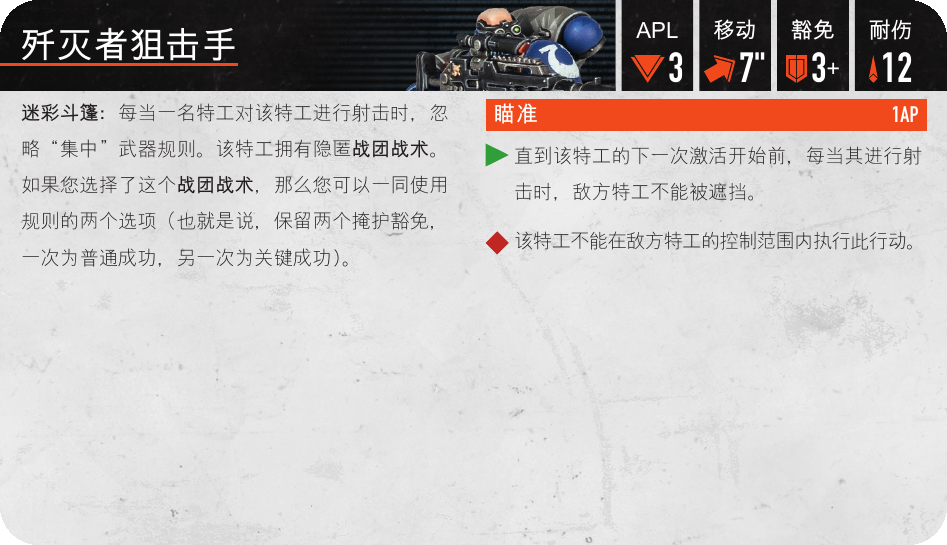 歼灭者狙击手
APL 移动 豁免 耐伤
3 7" 3+ 12
迷彩斗篷：每当一名特工对该特工进行射击时，忽
略“集中”武器规则。该特工拥有隐匿战团战术。
如果您选择了这个战团战术，那么您可以一同使用
规则的两个选项（也就是说，保留两个掩护豁免，
一次为普通成功，另一次为关键成功）。
瞄准 1AP
直到该特工的下一次激活开始前，每当其进行射
击时，敌方特工不能被遮挡。
该特工不能在敌方特工的控制范围内执行此行动。